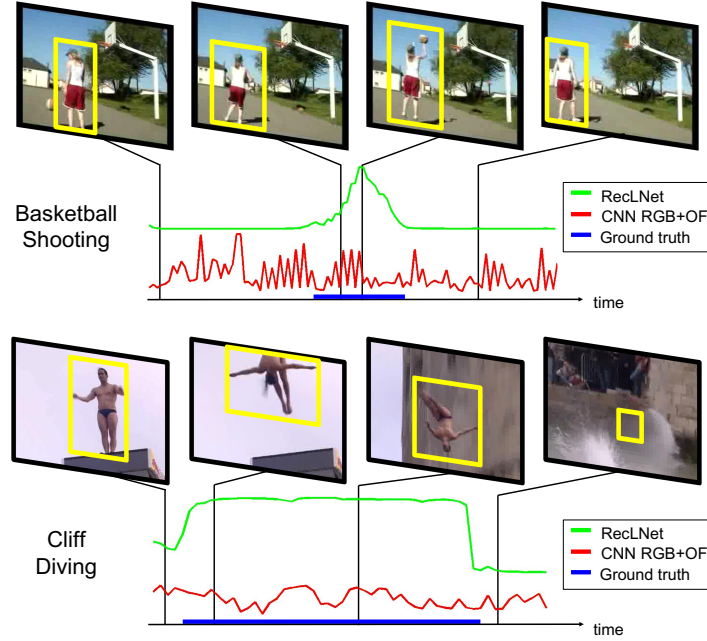 Basketball
Shooting
RecLNet
CNN RGB+OF
Ground truth
time
Cliff
Diving
RecLNet
CNN RGB+OF
Ground truth
time